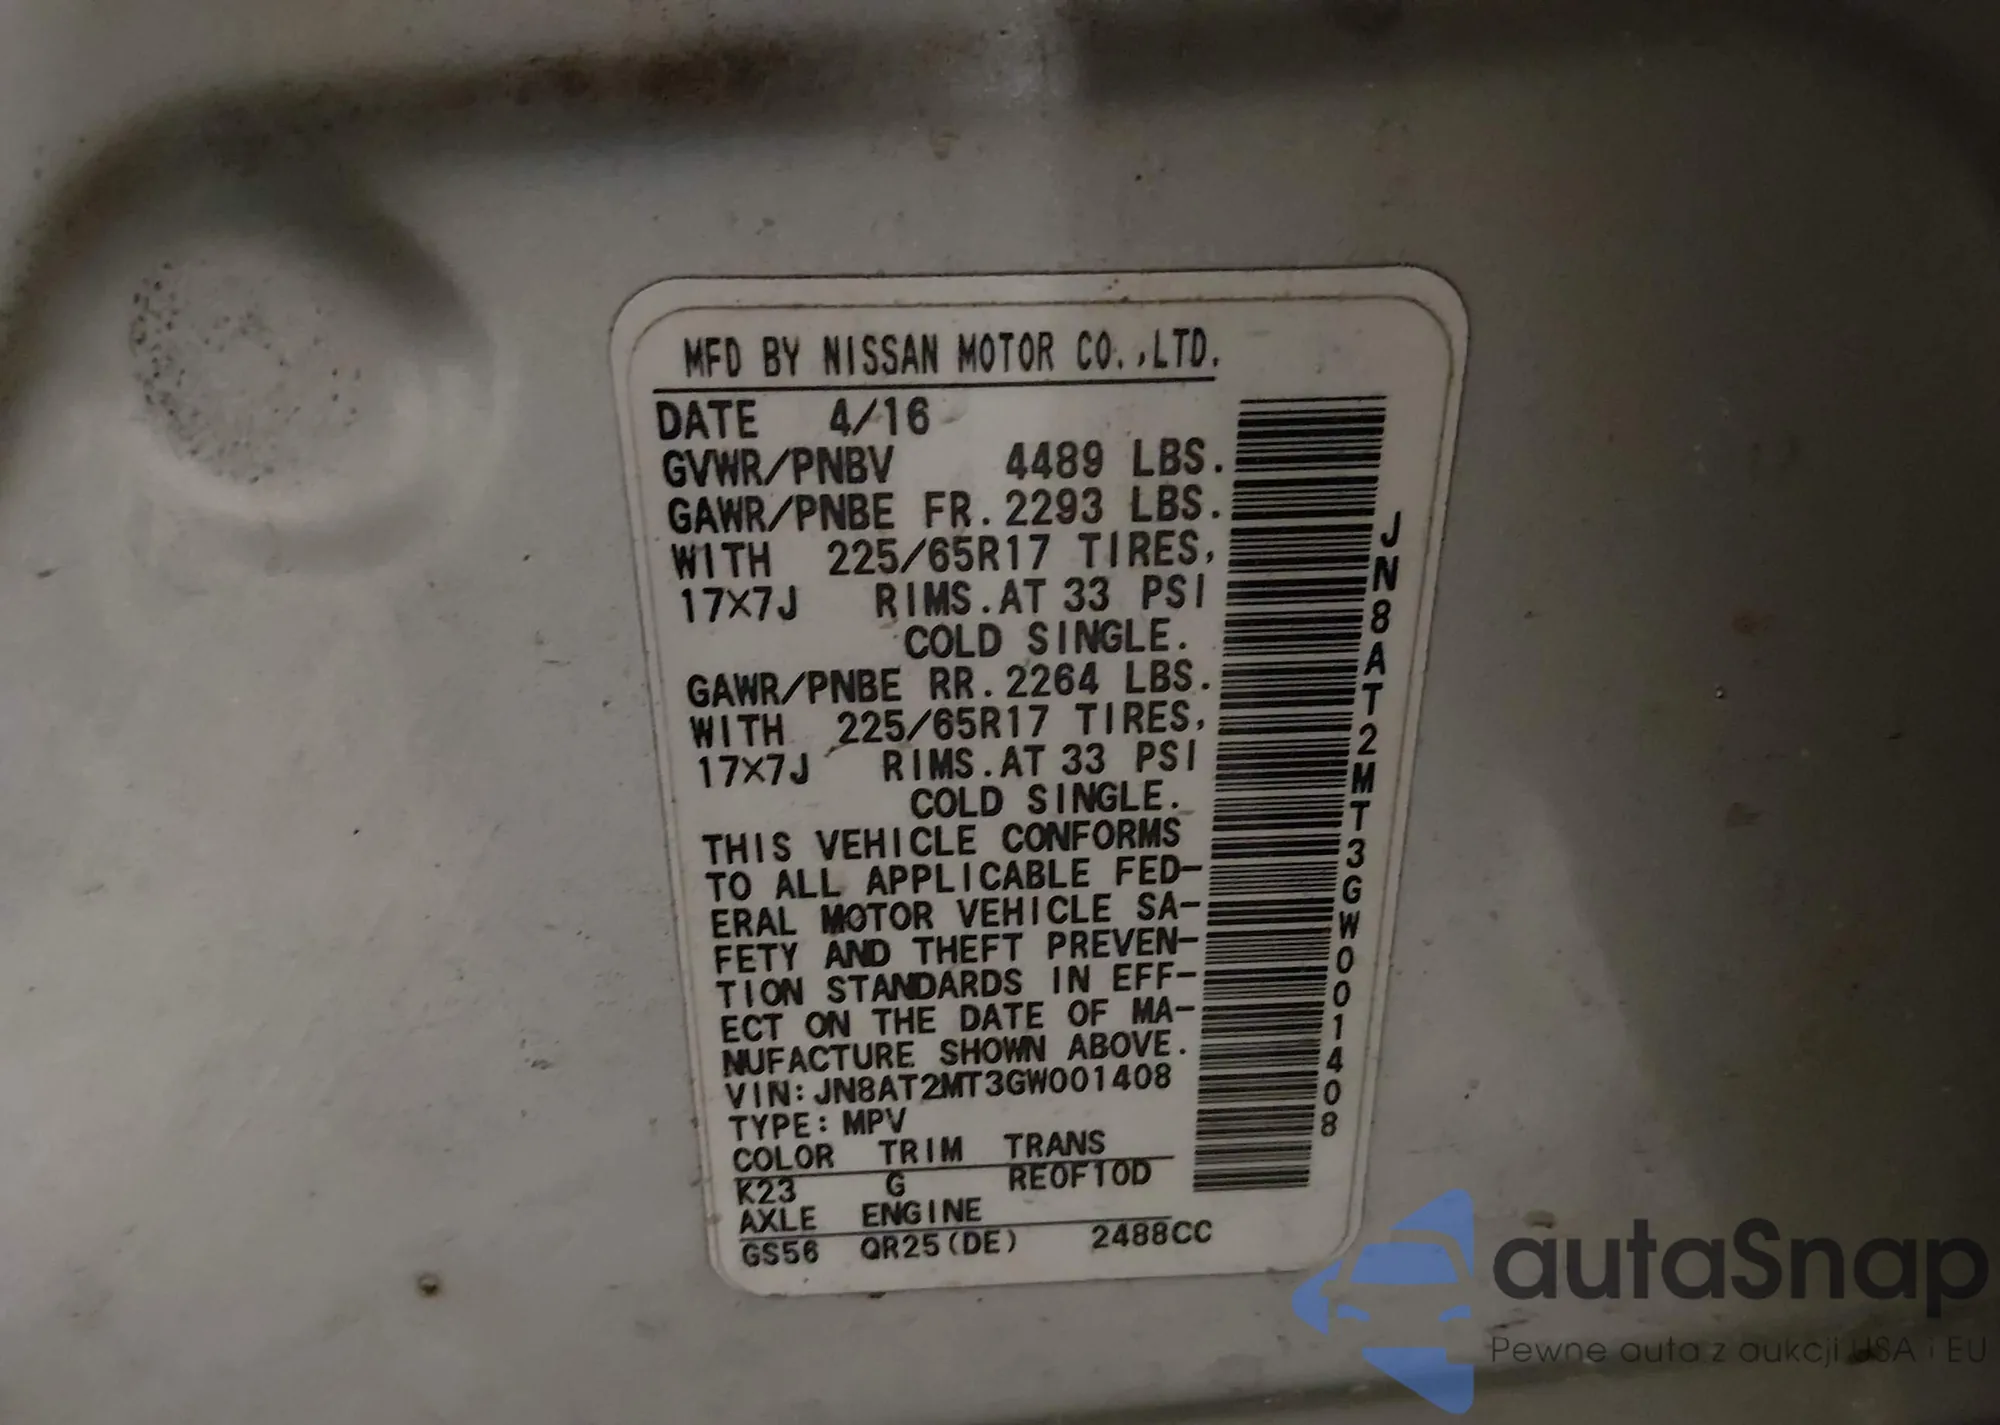 MFD BY NISSAN MOTOR CO.,LTD.
DATE 4/16
GVWR/PNBV 4489 LBS.
GAWR/PNBE FR. 2293 LBS.
WITH 225/65R17 TIRES,
17X7J RIMS.AT 33 PSI
COLD SINGLE.
GAWR/PNBE RR. 2264 LBS.
WITH 225/65R17 TIRES,
17X7J RIMS.AT 33 PSI
COLD SINGLE.
THIS VEHICLE CONFORMS
TO ALL APPLICABLE FED-
ERAL MOTOR VEHICLE SA-
FETY AND THEFT PREVEN-
TION STANDARDS IN EFF-
ECT ON THE DATE OF MA-
NUFACTURE SHOWN ABOVE.
VIN:JN8AT2MT3GW001408
TYPE:MPV
COLOR TRIM TRANS
K23 G RE0F10D
AXLE ENGINE
GS56 QR25(DE) 2488CC
JN8AT2MT3GW001408
autaSnap
Pewne auta z aukcji USA i EU